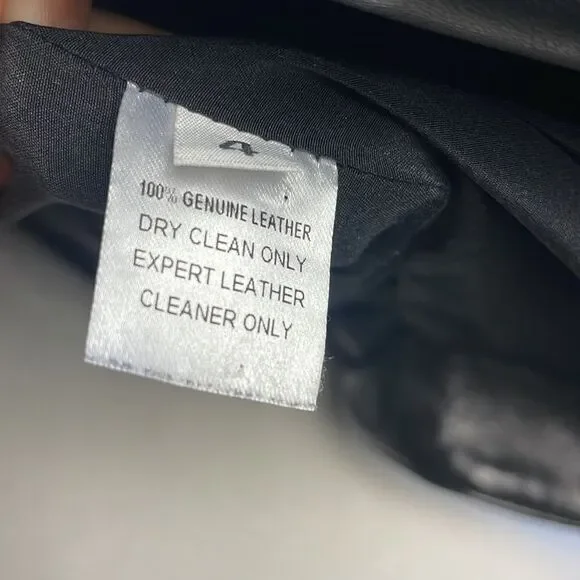 4
100% GENUINE LEATHER
DRY CLEAN ONLY
EXPERT LEATHER
CLEANER ONLY